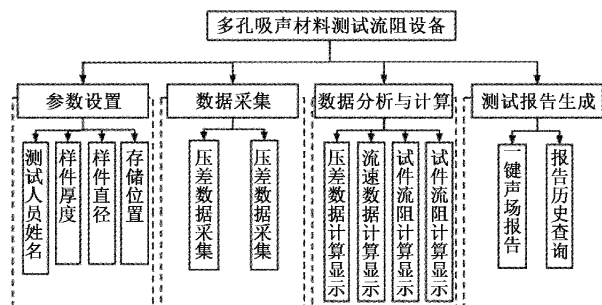 多孔吸声材料测试流阻设备
参数设置
数据采集
数据分析与计算
测试报告生成
测试人员姓名
样件厚度
样件直径
存储位置
压差数据采集
压差数据采集
压差数据计算显示
流速数据计算显示
试件流阻计算显示
试件流阻计算显示
键声场报告
报告历史查询